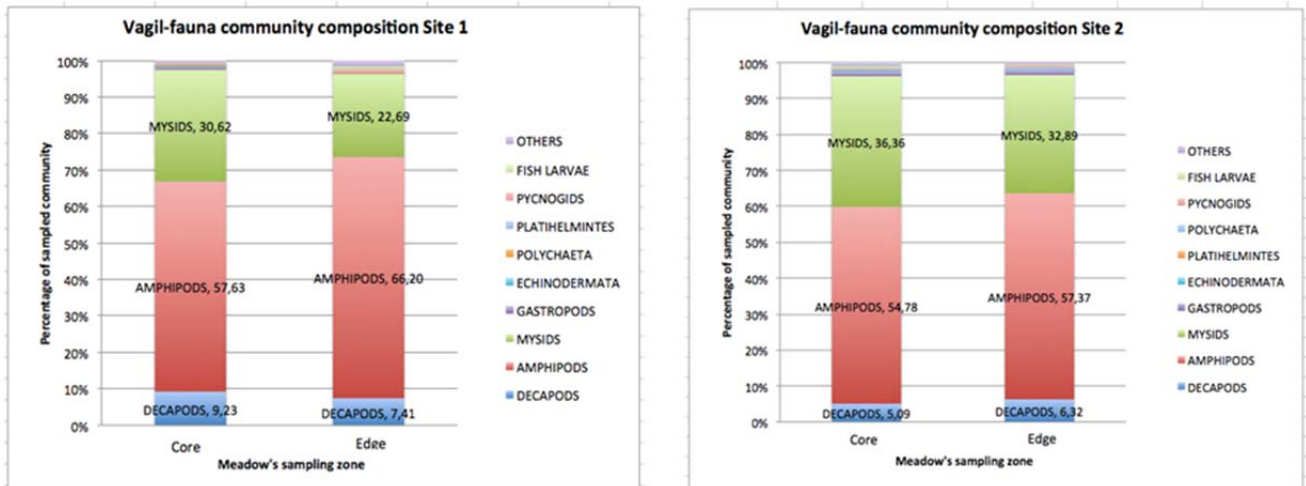 Vagil-fauna community composition Site 1
Percentage of sampled community
100%
90%
80%
70%
60%
50%
40%
30%
20%
10%
0%
MYSIDS, 30,62
AMPHIPODS, 57,63
DECAPODS, 9,23
MYSIDS, 22,69
AMPHIPODS, 66,20
DECAPODS, 7,41
Core
Edge
Meadow's sampling zone
OTHERS
FISH LARVAE
PYCNOGIDS
PLATIHELMINTES
POLYCHAETA
ECHINODERMATA
GASTROPODS
MYSIDS
AMPHIPODS
DECAPODS
Vagil-fauna community composition Site 2
Percentage of sampled community
100%
90%
80%
70%
60%
50%
40%
30%
20%
10%
0%
MYSIDS, 36,36
AMPHIPODS, 54,78
DECAPODS, 5,09
MYSIDS, 32,89
AMPHIPODS, 57,37
DECAPODS, 6,32
Core
Edge
Meadow's sampling zone
OTHERS
FISH LARVAE
PYCNOGIDS
POLYCHAETA
PLATIHELMINTES
ECHINODERMATA
GASTROPODS
MYSIDS
AMPHIPODS
DECAPODS